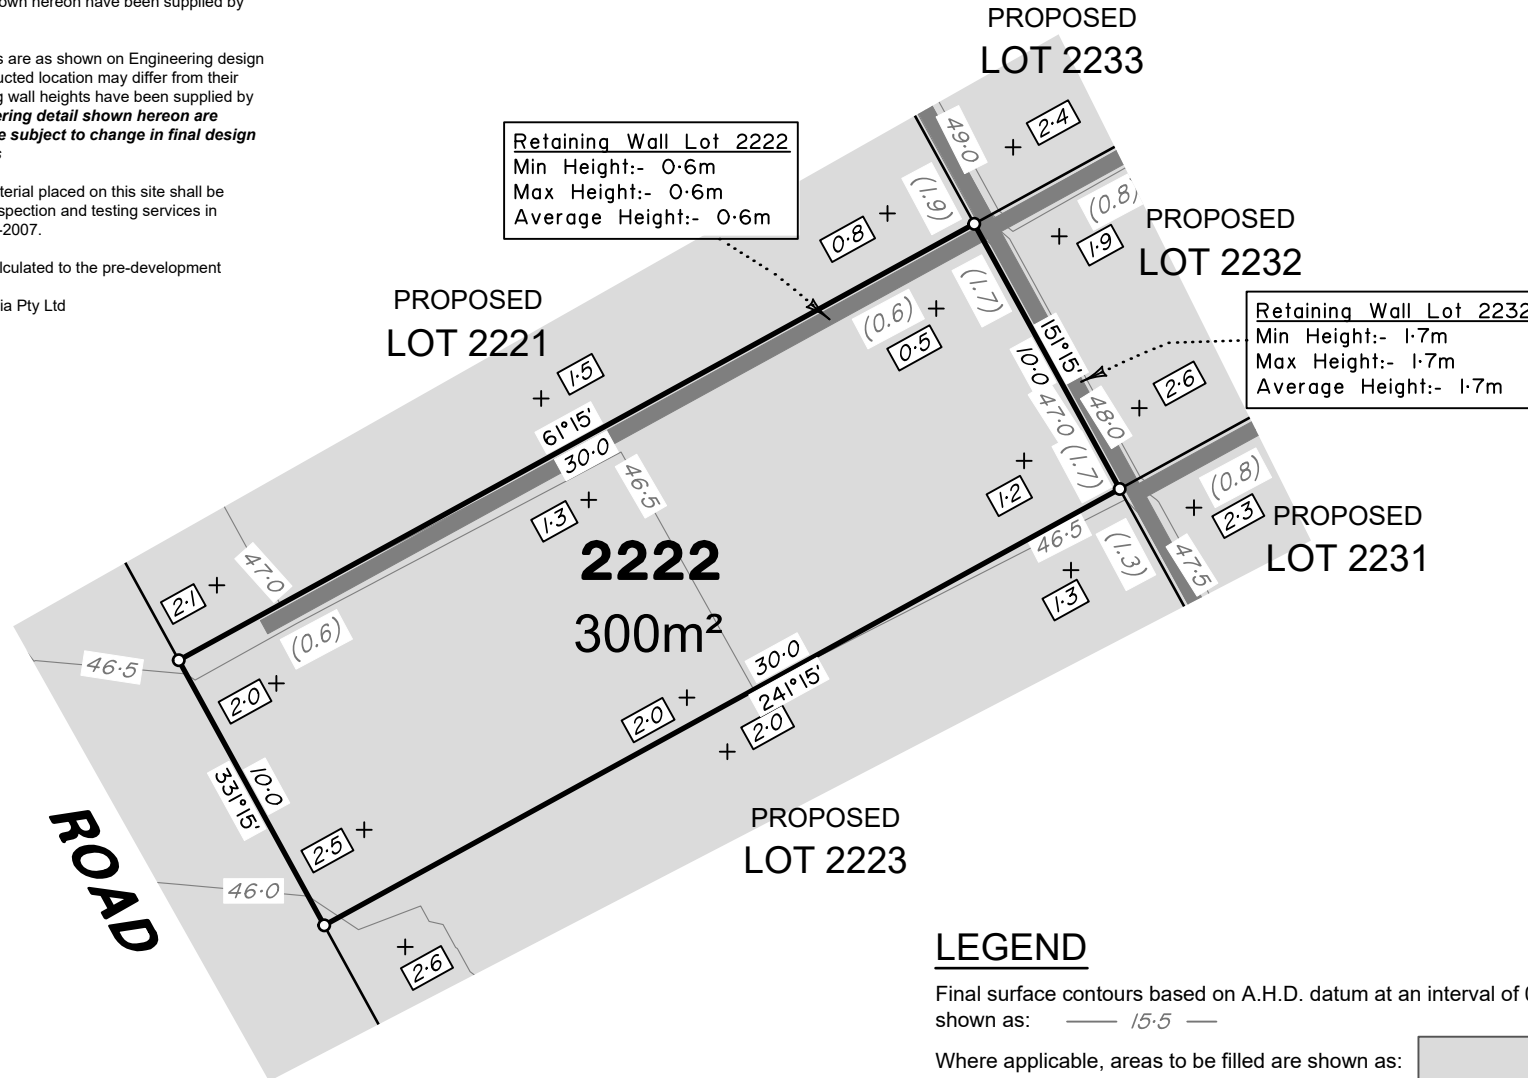 own hereon have been supplied by
s are as shown on Engineering design
ucted location may differ from their
g wall heights have been supplied by
ering detail shown hereon are
e subject to change in final design
s
terial placed on this site shall be
spection and testing services in
-2007.
lculated to the pre-development
ia Pty Ltd
PROPOSED
LOT 2233
2·4
49·0
Retaining Wall Lot 2222
Min Height:- 0·6m
Max Height:- 0·6m
Average Height:- 0·6m
(1.9)
(0.8)
0·8
PROPOSED
LOT 2232
1·9
(1.7)
(0.6)
0·5
PROPOSED
LOT 2221
1·5
Retaining Wall Lot 2232
Min Height:- 1·7m
Max Height:- 1·7m
Average Height:- 1·7m
151°15'
10·0
47·0
48·0
2·6
61°15'
30·0
46·5
(1.7)
1·2
1·3
(0.8)
2·3
PROPOSED
LOT 2231
2222
300m²
46·5
(1.3)
47·5
1·3
47·0
2·1
(0.6)
46·5
2·0
30·0
241°15'
2·0
2·0
331°15'
10·0
ROAD
2·5
46·0
PROPOSED
LOT 2223
2·6
LEGEND
Final surface contours based on A.H.D. datum at an interval of 0
shown as: 15·5
Where applicable, areas to be filled are shown as: